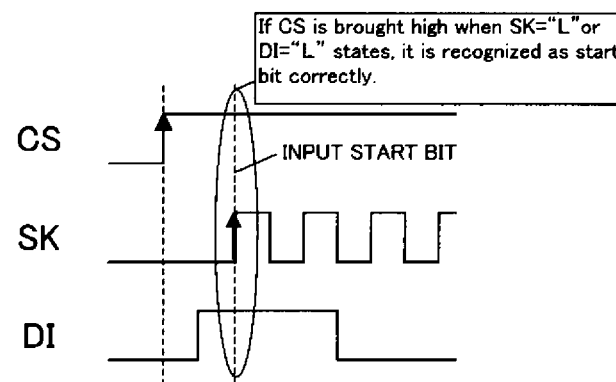 If CS is brought high when SK="L"or
DI="L" states, it is recognized as start
bit correctly.
CS
INPUT START BIT
SK
DI